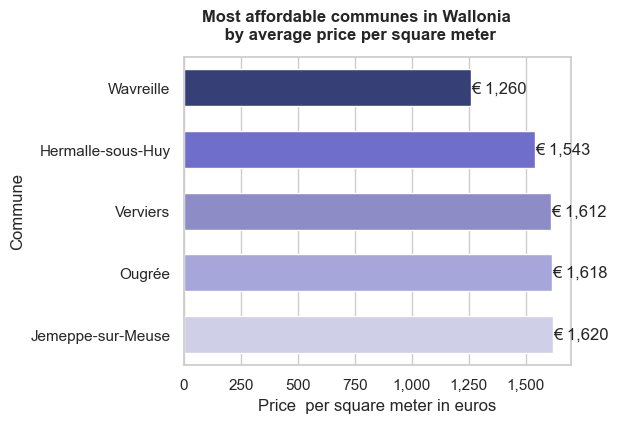 Most affordable communes in Wallonia
by average price per square meter
Wavreille
€ 1,260
Hermalle-sous-Huy
€ 1,543
Verviers
€ 1,612
Ougrée
€ 1,618
Jemeppe-sur-Meuse
€ 1,620
Commune
0 250 500 750 1,000 1,250 1,500
Price  per square meter in euros